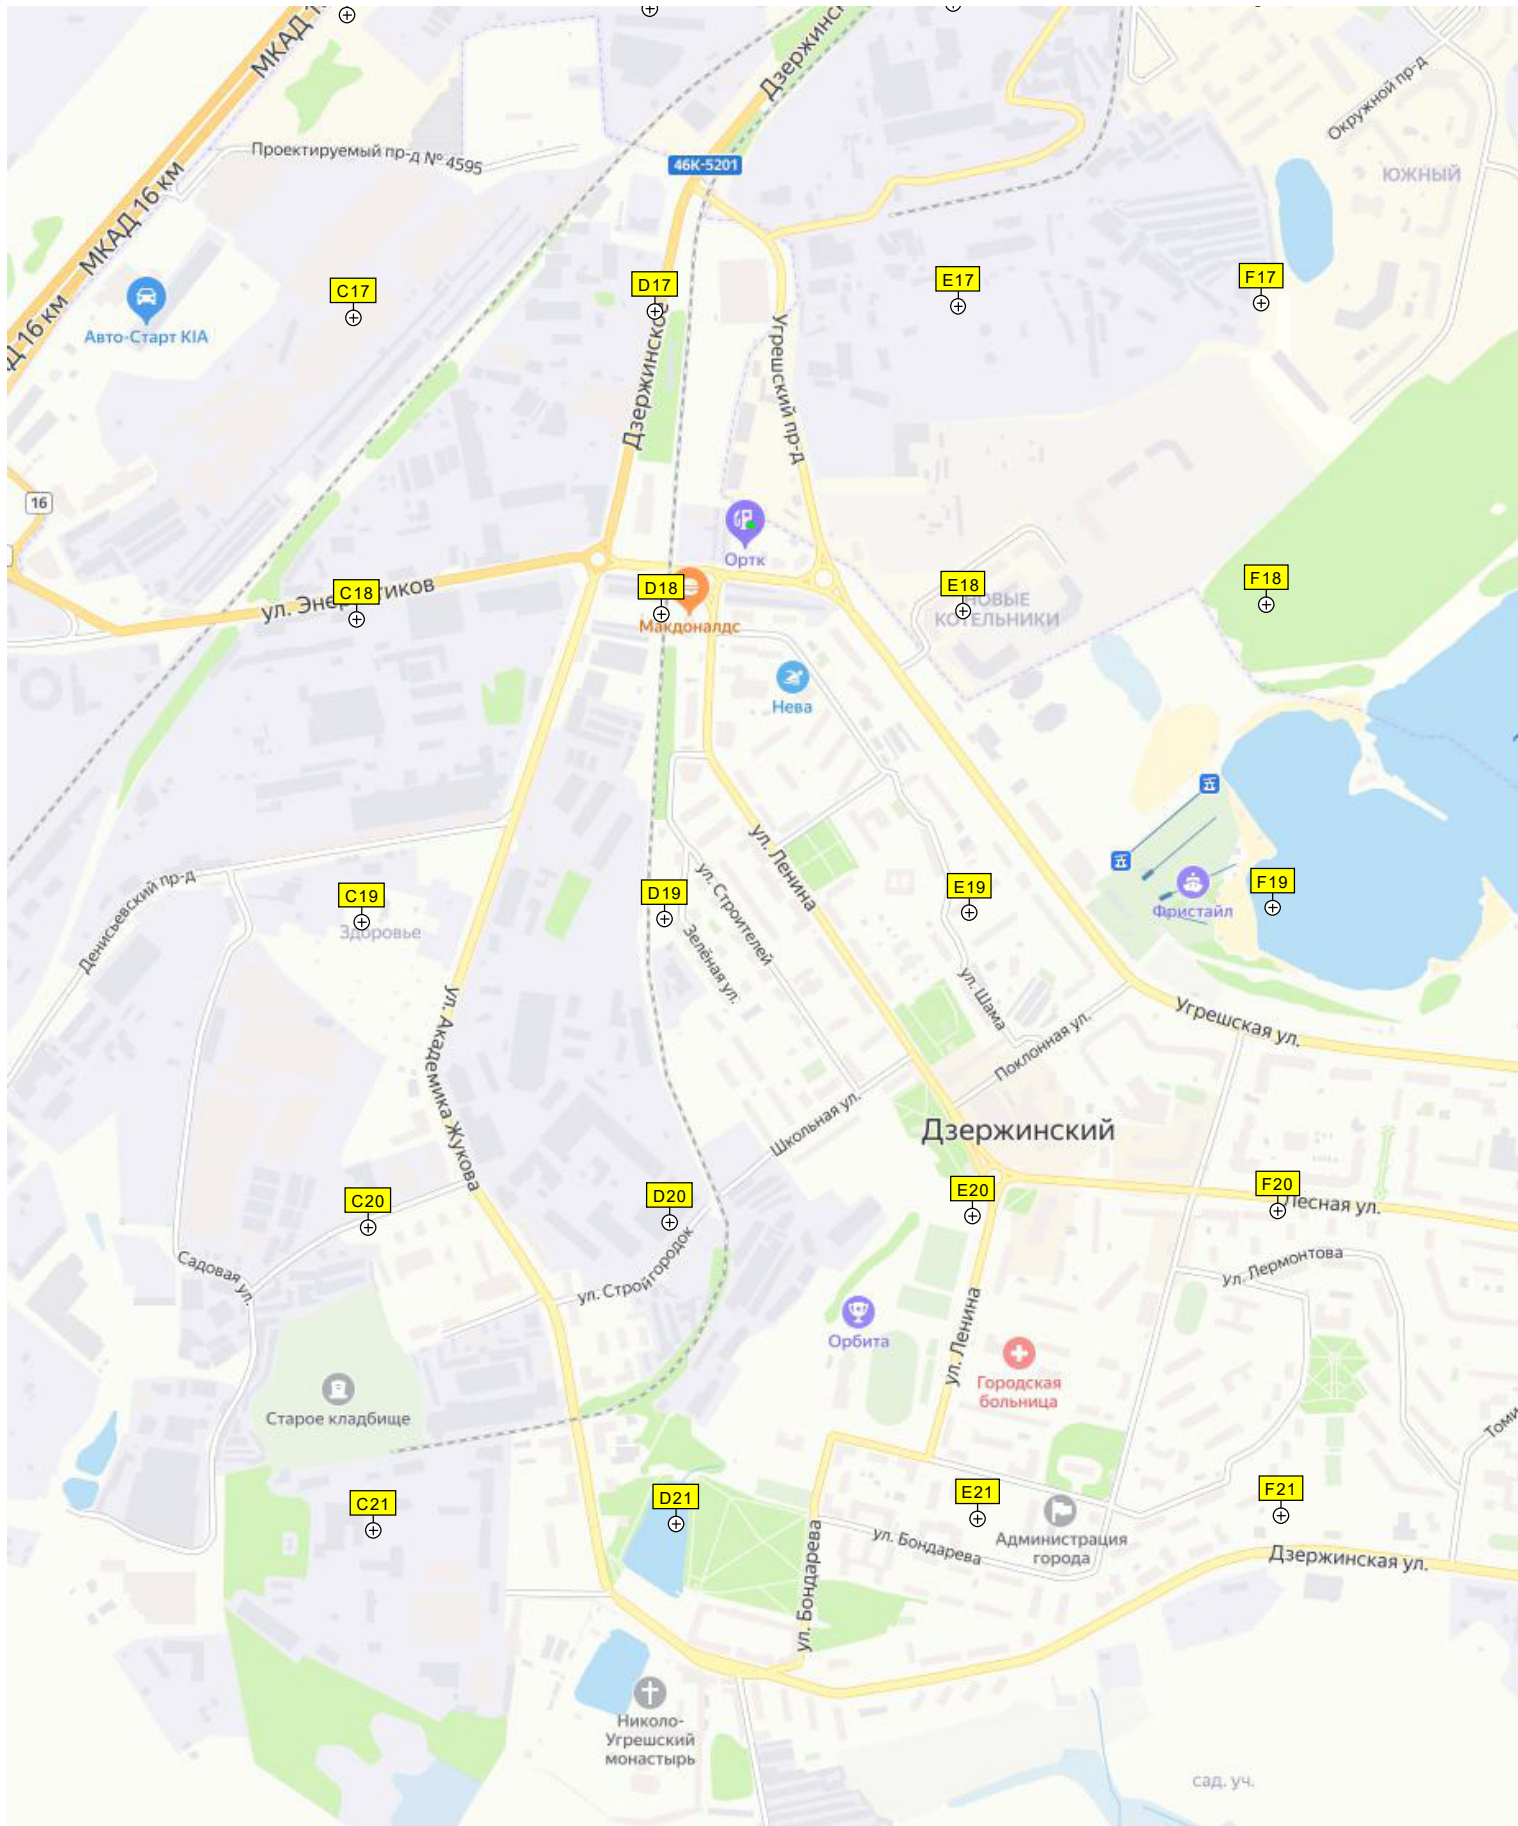 МКАД
Дзержинс
Окружной пр-д
Проектируемый пр-д № 4595
46К-5201
ЮЖНЫЙ
МКАД 16 км
C17
D17
E17
F17
Авто-Старт KIA
Д 16 км
Дзержинское
Угрешский пр-д
16
Ортк
C18
D18
E18
F18
ул. Энергетиков
НОВЫЕ
КОТЕЛЬНИКИ
Макдоналдс
Нева
ул. Ленина
Денисьевский пр-д
C19
D19
E19
F19
ул. Строителей
Фристайл
Здоровье
Зелёная ул.
ул. Шама
ул. Академика Жукова
Угрешская ул.
Поклонная ул.
Школьная ул.
Дзержинский
C20
D20
E20
F20
Лесная ул.
Садовая ул.
ул. Стройгородок
Ул. Лермонтова
Орбита
ул. Ленина
Городская
больница
Старое кладбище
Томи
C21
D21
E21
F21
ул. Бондарева
ул. Бондарева
Администрация
города
Дзержинская ул.
Николо-
Угрешский
монастырь
сад. уч.